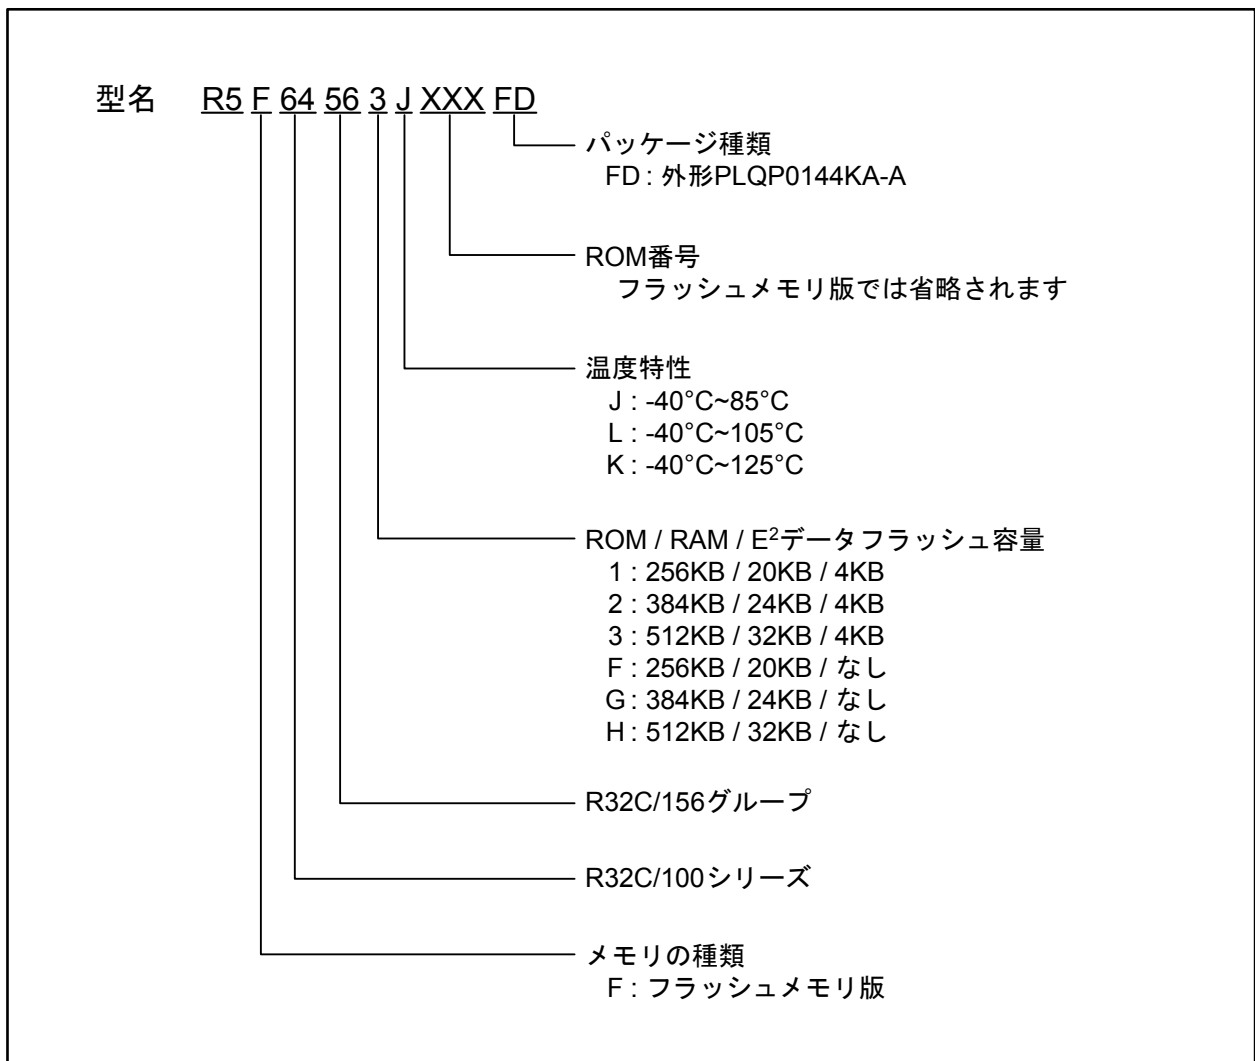 型名 R5 F 64 56 3 J XXX FD
パッケージ種類
FD : 外形PLQP0144KA-A
ROM番号
フラッシュメモリ版では省略されます
温度特性
J : -40°C~85°C
L : -40°C~105°C
K : -40°C~125°C
ROM / RAM / E²データフラッシュ容量
1 : 256KB / 20KB / 4KB
2 : 384KB / 24KB / 4KB
3 : 512KB / 32KB / 4KB
F : 256KB / 20KB / なし
G : 384KB / 24KB / なし
H : 512KB / 32KB / なし
R32C/156グループ
R32C/100シリーズ
メモリの種類
F : フラッシュメモリ版